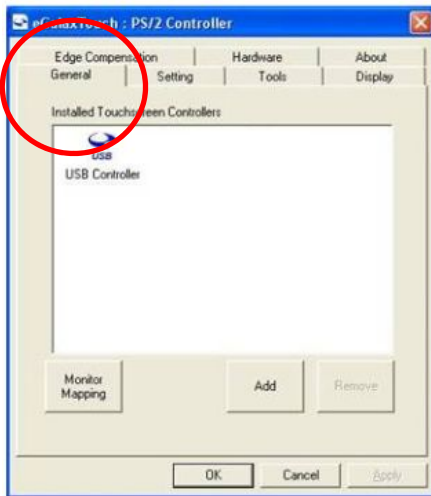 eGalaxTouch : PS/2 Controller
Edge Compensation Hardware About
General Setting Tools Display
Installed Touchscreen Controllers
USB
USB Controller
Monitor
Mapping
Add
Remove
OK Cancel Apply